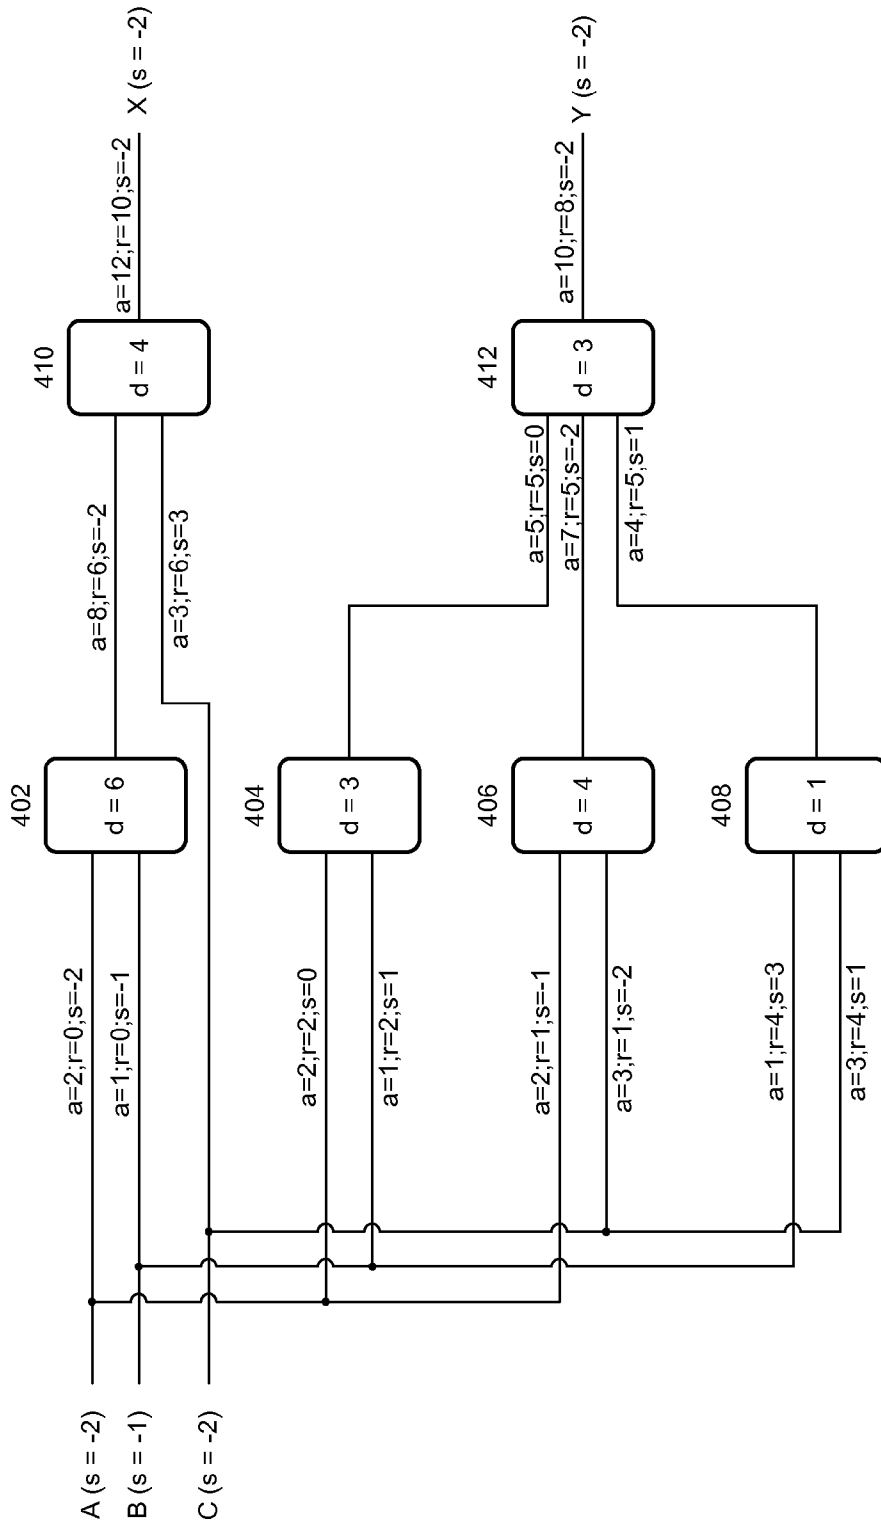 A (s = -2)
B (s = -1)
C (s = -2)
a=2;r=0;s=-2
a=1;r=0;s=-1
402
d = 6
a=8;r=6;s=-2
a=3;r=6;s=3
410
d = 4
a=12;r=10;s=-2
X (s = -2)
a=2;r=2;s=0
a=1;r=2;s=1
404
d = 3
a=2;r=1;s=-1
a=3;r=1;s=-2
406
d = 4
a=1;r=4;s=3
a=3;r=4;s=1
408
d = 1
a=5;r=5;s=0
a=7;r=5;s=-2
a=4;r=5;s=1
412
d = 3
a=10;r=8;s=-2
Y (s = -2)